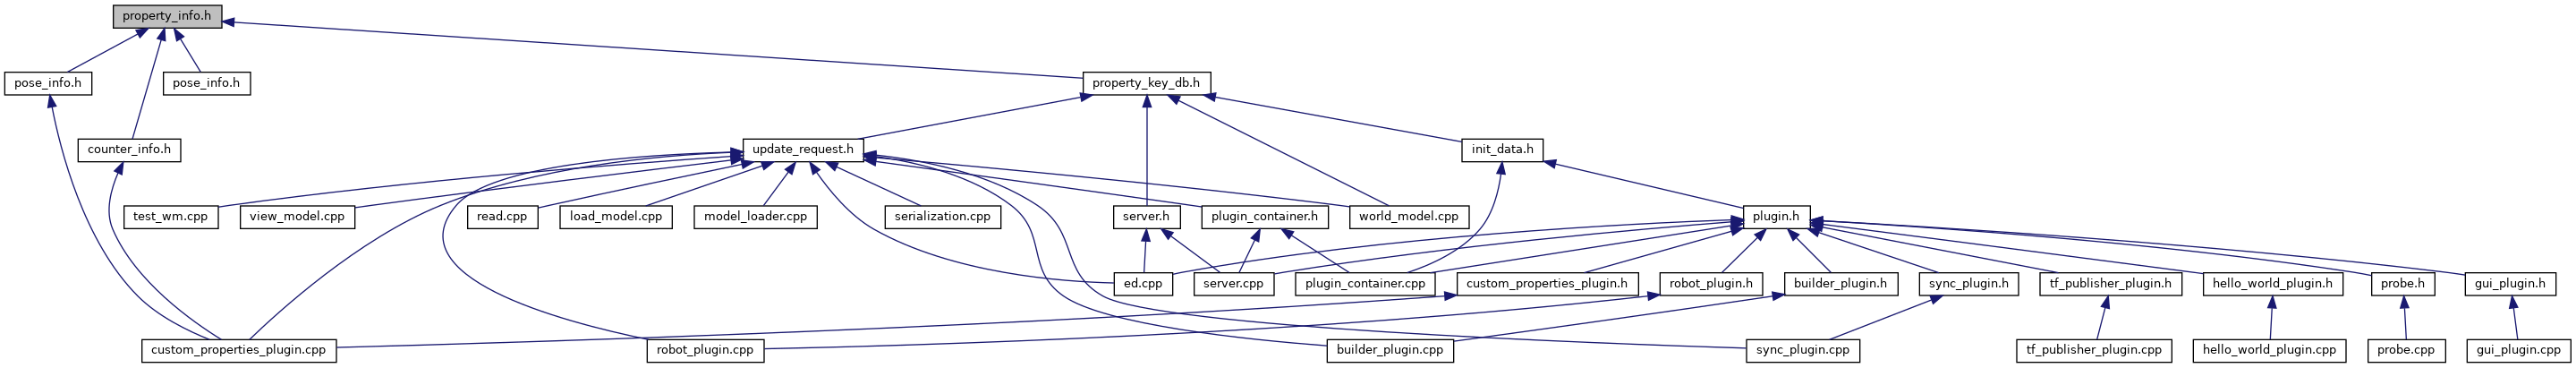 property_info.h
pose_info.h
pose_info.h
property_key_db.h
counter_info.h
update_request.h
init_data.h
test_wm.cpp
view_model.cpp
read.cpp
load_model.cpp
model_loader.cpp
serialization.cpp
server.h
plugin_container.h
world_model.cpp
plugin.h
ed.cpp
server.cpp
plugin_container.cpp
custom_properties_plugin.h
robot_plugin.h
builder_plugin.h
sync_plugin.h
tf_publisher_plugin.h
hello_world_plugin.h
probe.h
gui_plugin.h
custom_properties_plugin.cpp
robot_plugin.cpp
builder_plugin.cpp
sync_plugin.cpp
tf_publisher_plugin.cpp
hello_world_plugin.cpp
probe.cpp
gui_plugin.cpp